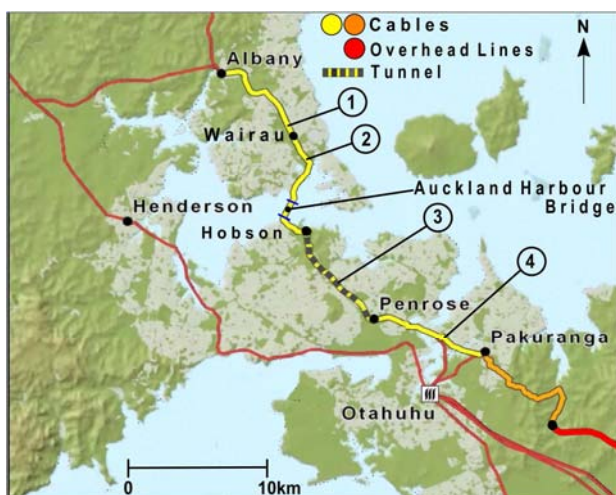 Cables
Overhead Lines
Tunnel
N
Albany
1
Wairau
2
Auckland Harbour
Bridge
Henderson
Hobson
3
4
Penrose
Pakuranga
Otahuhu
0 10km